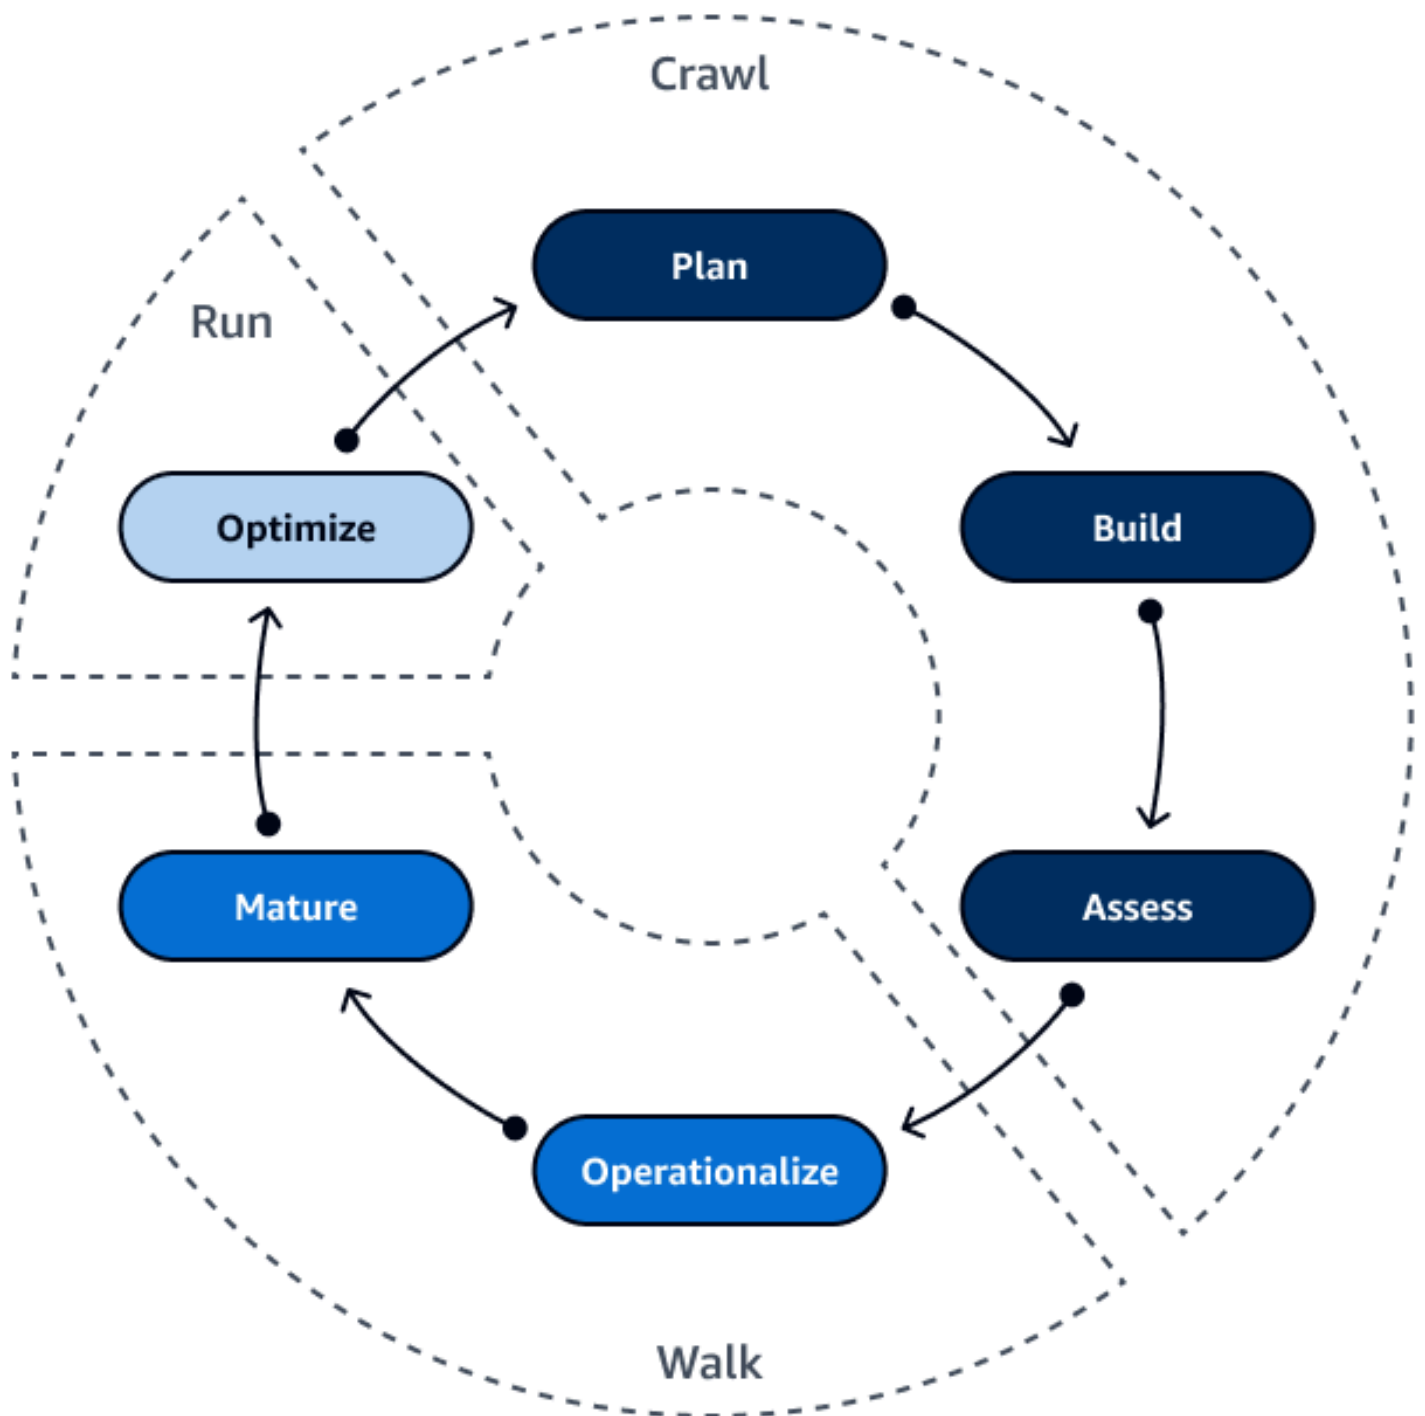 Crawl
Plan
Build
Assess
Walk
Operationalize
Mature
Run
Optimize